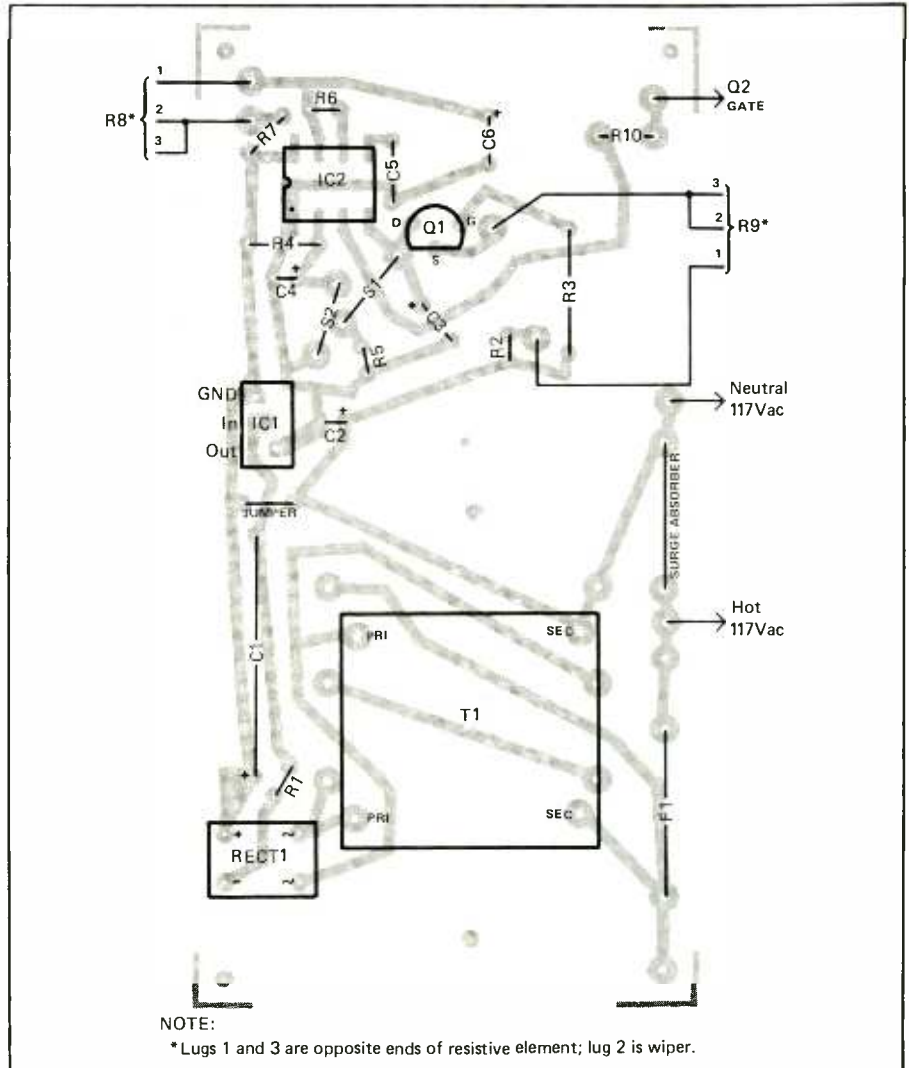 1
R8*
2
3
R6
R7
IC2
C5
C6
+
Q2
GATE
R10
D
Q1
G
S
3
2
R9*
1
R4
+
C4
S2
S1
+
C3
R5
R3
R2
GND
In
IC1
Out
+
C2
JUMPER
Neutral
117Vac
SURGE ABSORBER
Hot
117Vac
C1
PRI
SEC
T1
+
R1
PRI
SEC
F1
+
~
RECT1
-
~
NOTE:
*Lugs 1 and 3 are opposite ends of resistive element; lug 2 is wiper.